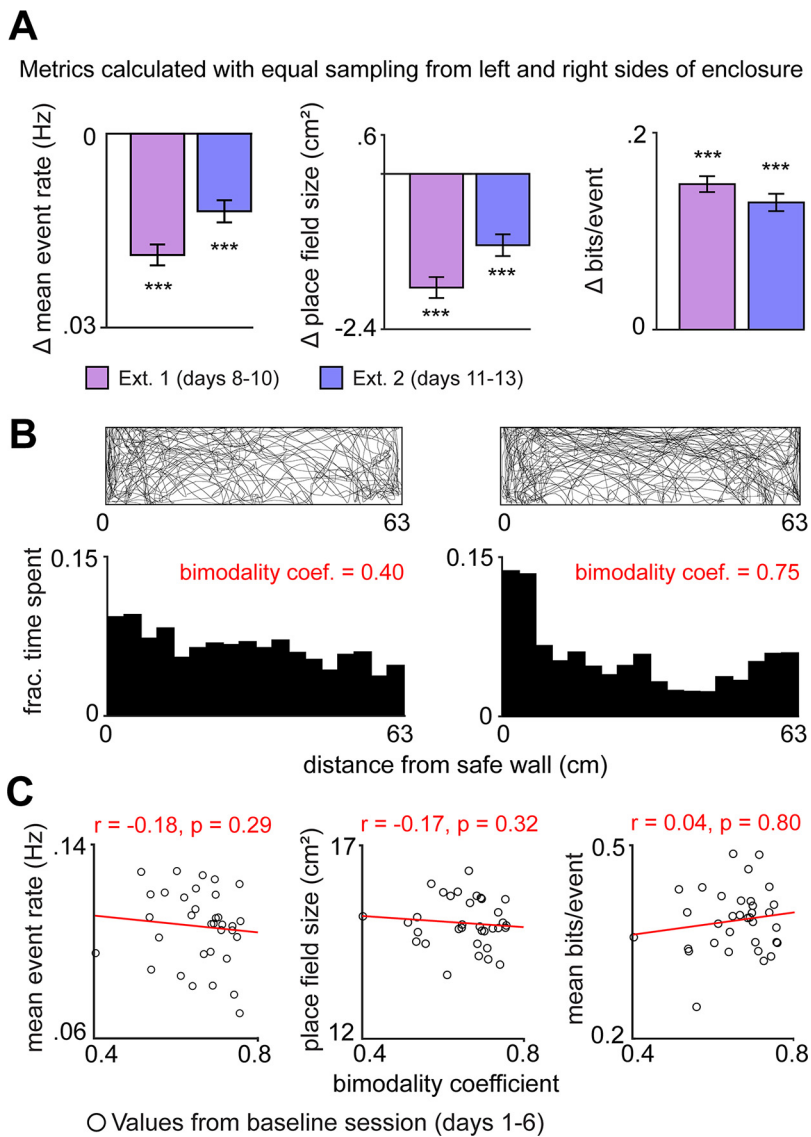 A
Metrics calculated with equal sampling from left and right sides of enclosure
Δ mean event rate (Hz)
0
.03
***
***
Δ place field size (cm²)
.6
-2.4
***
***
Δ bits/event
.2
0
***
***
Ext. 1 (days 8-10)
Ext. 2 (days 11-13)
B
0
63
0
63
frac. time spent
0.15
0
bimodality coef. = 0.40
0
63
0.15
0
bimodality coef. = 0.75
0
63
distance from safe wall (cm)
C
r = -0.18, p = 0.29
mean event rate (Hz)
.14
.06
0.4
0.8
r = -0.17, p = 0.32
place field size (cm²)
17
12
0.4
0.8
r = 0.04, p = 0.80
mean bits/event
0.5
0.2
0.4
0.8
bimodality coefficient
Values from baseline session (days 1-6)